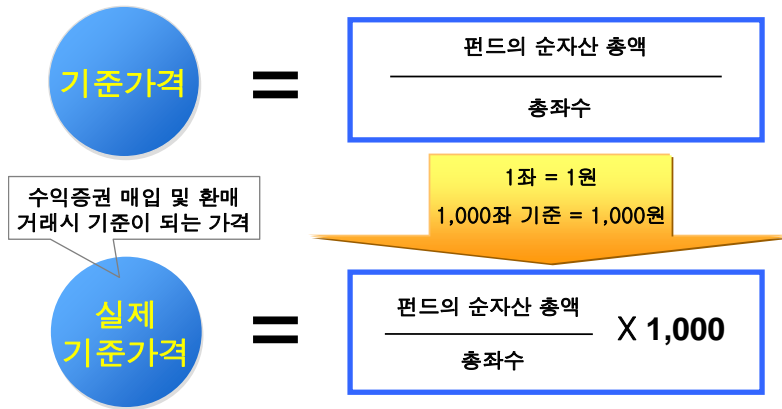 기준가격
=
펀드의 순자산 총액
총좌수
1좌 = 1원
1,000좌 기준 = 1,000원
수익증권 매입 및 환매
거래시 기준이 되는 가격
실제
기준가격
=
펀드의 순자산 총액
총좌수
X 1,000